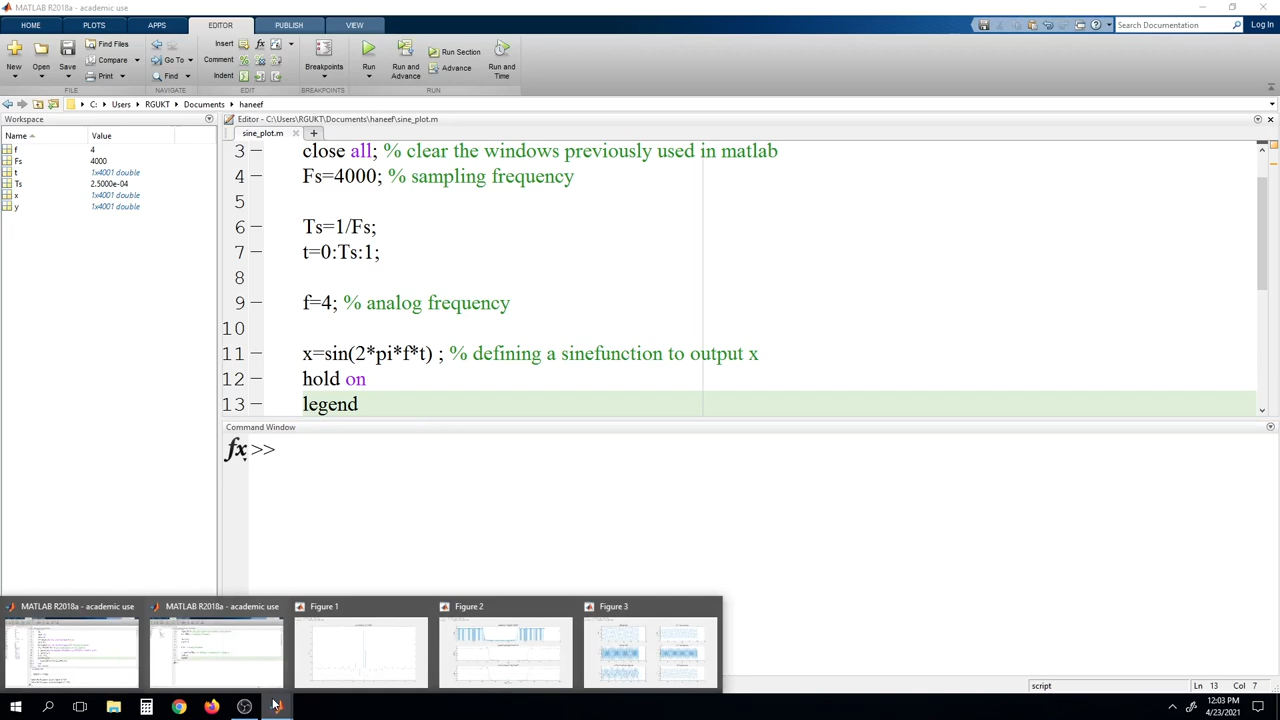 MATLAB R2018a - academic use
HOME PLOTS APPS EDITOR PUBLISH VIEW Search Documentation Log In
New Open Save Find Files Compare Print Go To Find Insert Comment Indent fx Breakpoints Run Run and Advance Run Section Advance Run and Time
FILE NAVIGATE EDIT BREAKPOINTS RUN
C: Users RGUKT Documents haneef
Workspace
Name Value
f 4
Fs 4000
t 1x4001 double
Ts 2.5000e-04
x 1x4001 double
y 1x4001 double
Editor - C:\Users\RGUKT\Documents\haneef\sine_plot.m
sine_plot.m
3 close all; % clear the windows previously used in matlab
4 Fs=4000; % sampling frequency
5
6 Ts=1/Fs;
7 t=0:Ts:1;
8
9 f=4; % analog frequency
10
11 x=sin(2*pi*f*t) ; % defining a sinefunction to output x
12 hold on
13 legend
Command Window
fx >>
MATLAB R2018a - academic use MATLAB R2018a - academic use Figure 1 Figure 2 Figure 3
script Ln 13 Col 7
12:03 PM
4/23/2021